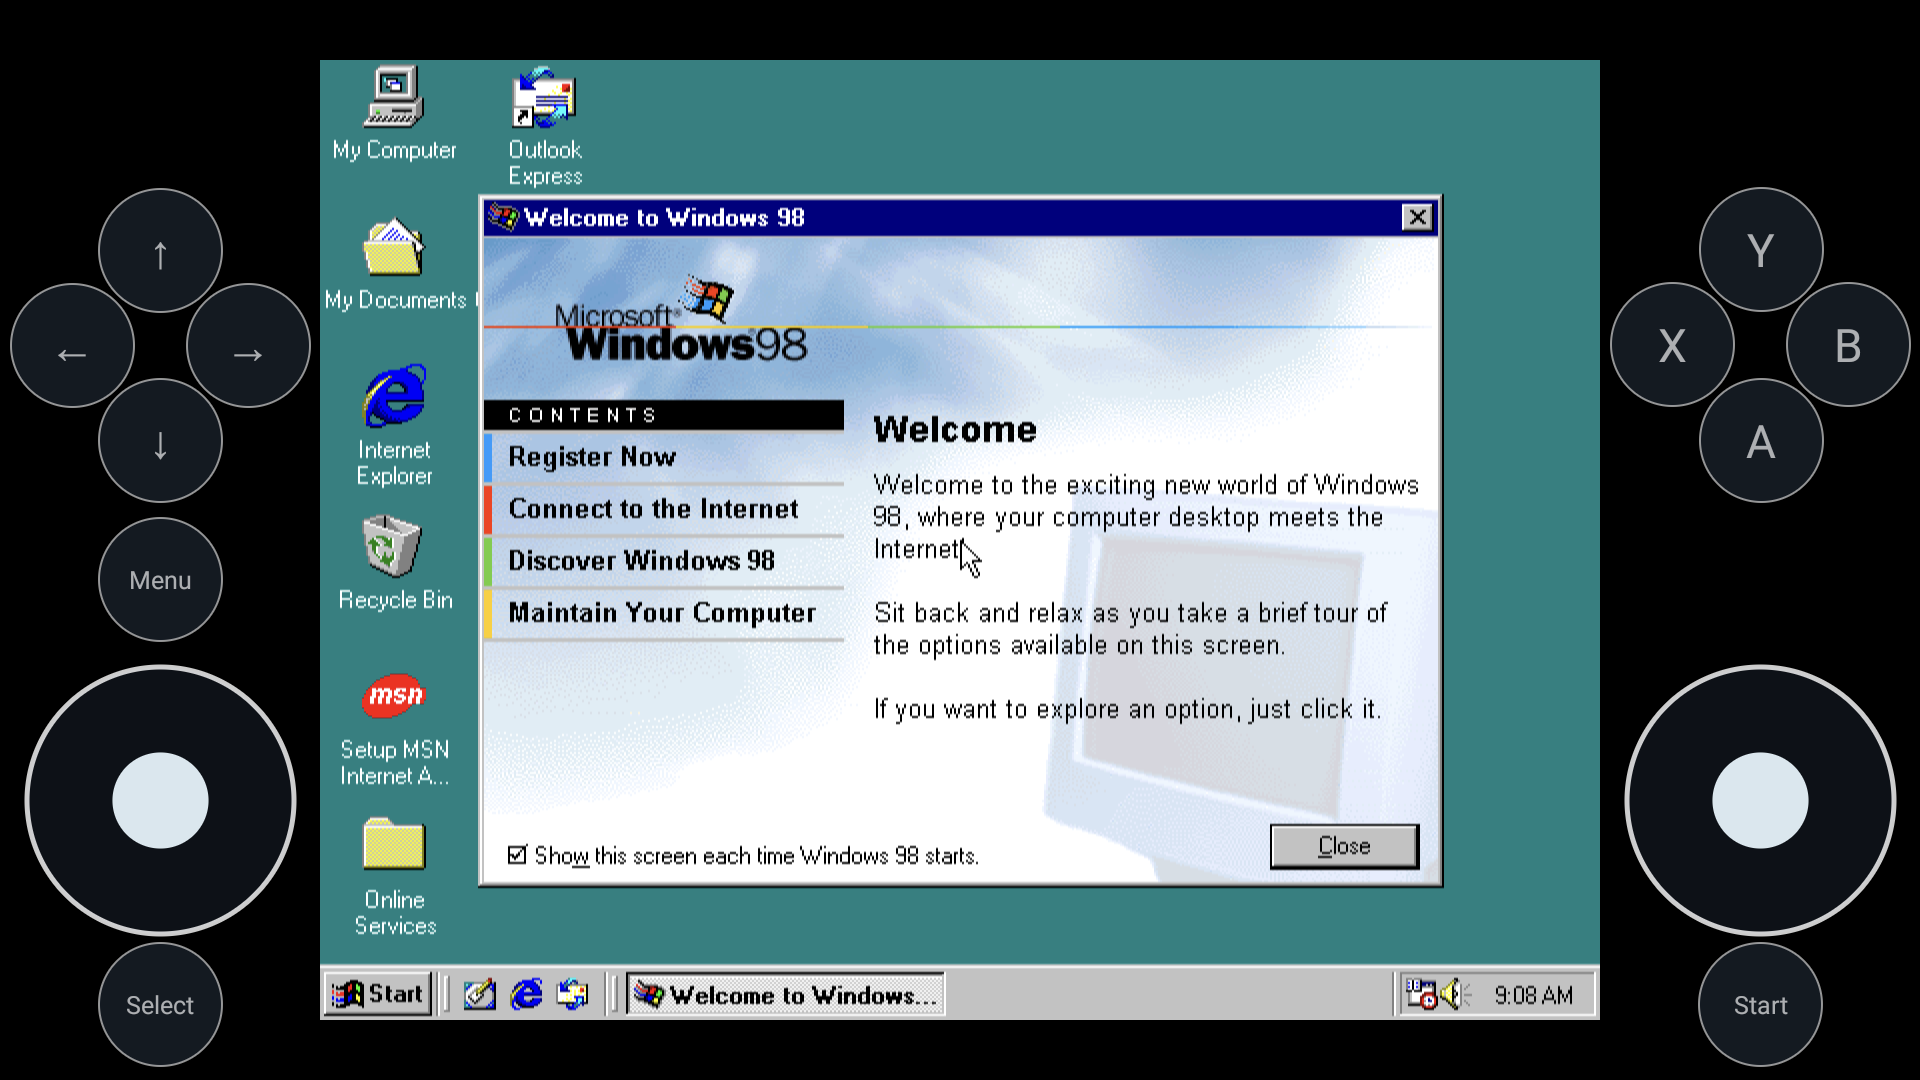 My Computer
Outlook
Express
My Documents
Internet
Explorer
Recycle Bin
msn
Setup MSN
Internet A...
Online
Services
Welcome to Windows 98
Microsoft®
Windows 98
CONTENTS
Register Now
Connect to the Internet
Discover Windows 98
Maintain Your Computer
Welcome
Welcome to the exciting new world of Windows
98, where your computer desktop meets the
Internet!
Sit back and relax as you take a brief tour of
the options available on this screen.
If you want to explore an option, just click it.
Show this screen each time Windows 98 starts.
Close
Start
Welcome to Windows...
9:08 AM
↑
←
→
↓
Menu
Select
Y
X
B
A
Start